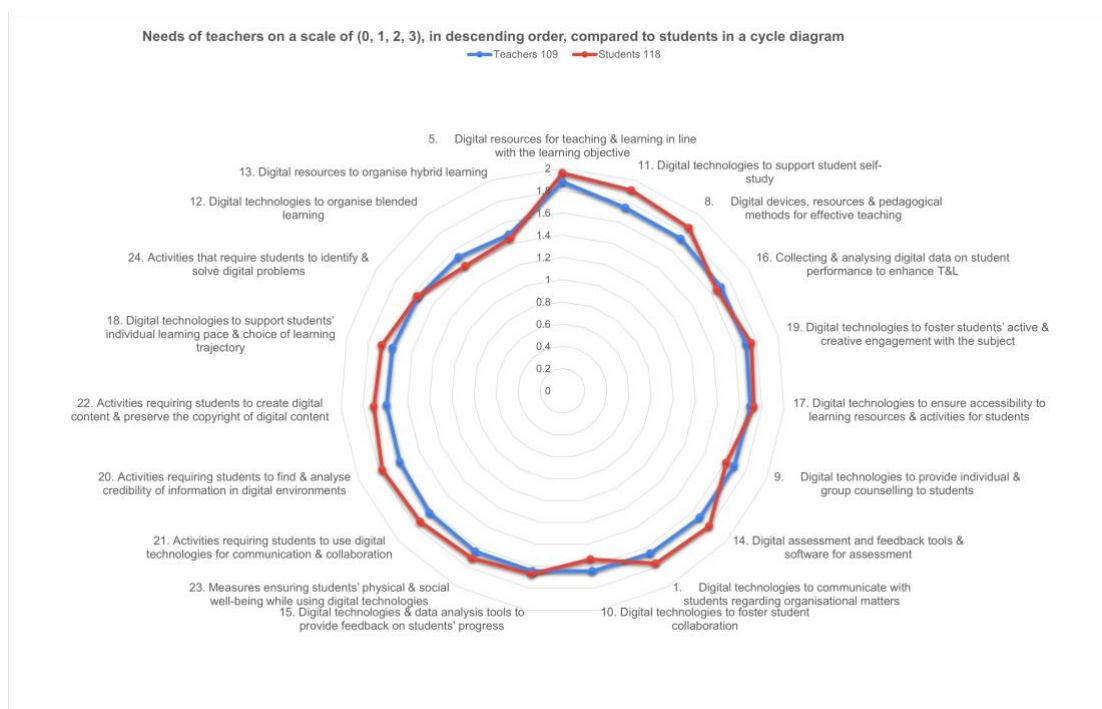 Needs of teachers on a scale of (0, 1, 2, 3), in descending order, compared to students in a cycle diagram
Teachers 109
Students 118
5. Digital resources for teaching & learning in line
with the learning objective
11. Digital technologies to support student self-
study
8. Digital devices, resources & pedagogical
methods for effective teaching
16. Collecting & analysing digital data on student
performance to enhance T&L
19. Digital technologies to foster students' active &
creative engagement with the subject
17. Digital technologies to ensure accessibility to
learning resources & activities for students
9. Digital technologies to provide individual &
group counselling to students
14. Digital assessment and feedback tools &
software for assessment
1. Digital technologies to communicate with
students regarding organisational matters
10. Digital technologies to foster student
collaboration
15. Digital technologies & data analysis tools to
provide feedback on students' progress
23. Measures ensuring students' physical & social
well-being while using digital technologies
21. Activities requiring students to use digital
technologies for communication & collaboration
20. Activities requiring students to find & analyse
credibility of information in digital environments
22. Activities requiring students to create digital
content & preserve the copyright of digital content
18. Digital technologies to support students'
individual learning pace & choice of learning
trajectory
24. Activities that require students to identify &
solve digital problems
12. Digital technologies to organise blended
learning
13. Digital resources to organise hybrid learning
2
1.8
1.6
1.4
1.2
1
0.8
0.6
0.4
0.2
0